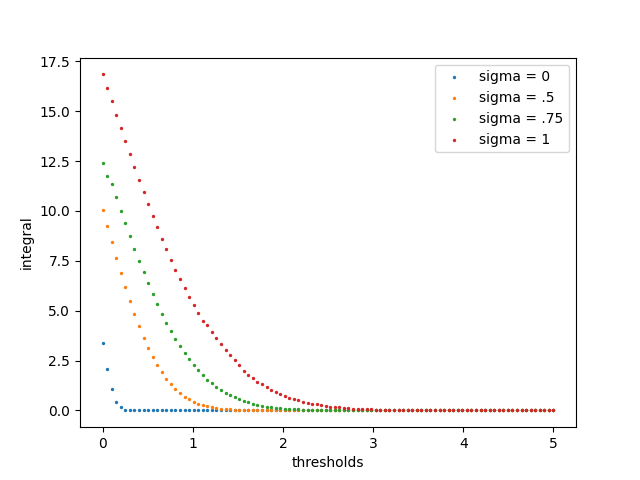 17.5
15.0
12.5
10.0
7.5
5.0
2.5
0.0
integral
sigma = 0
sigma = .5
sigma = .75
sigma = 1
0 1 2 3 4 5
thresholds